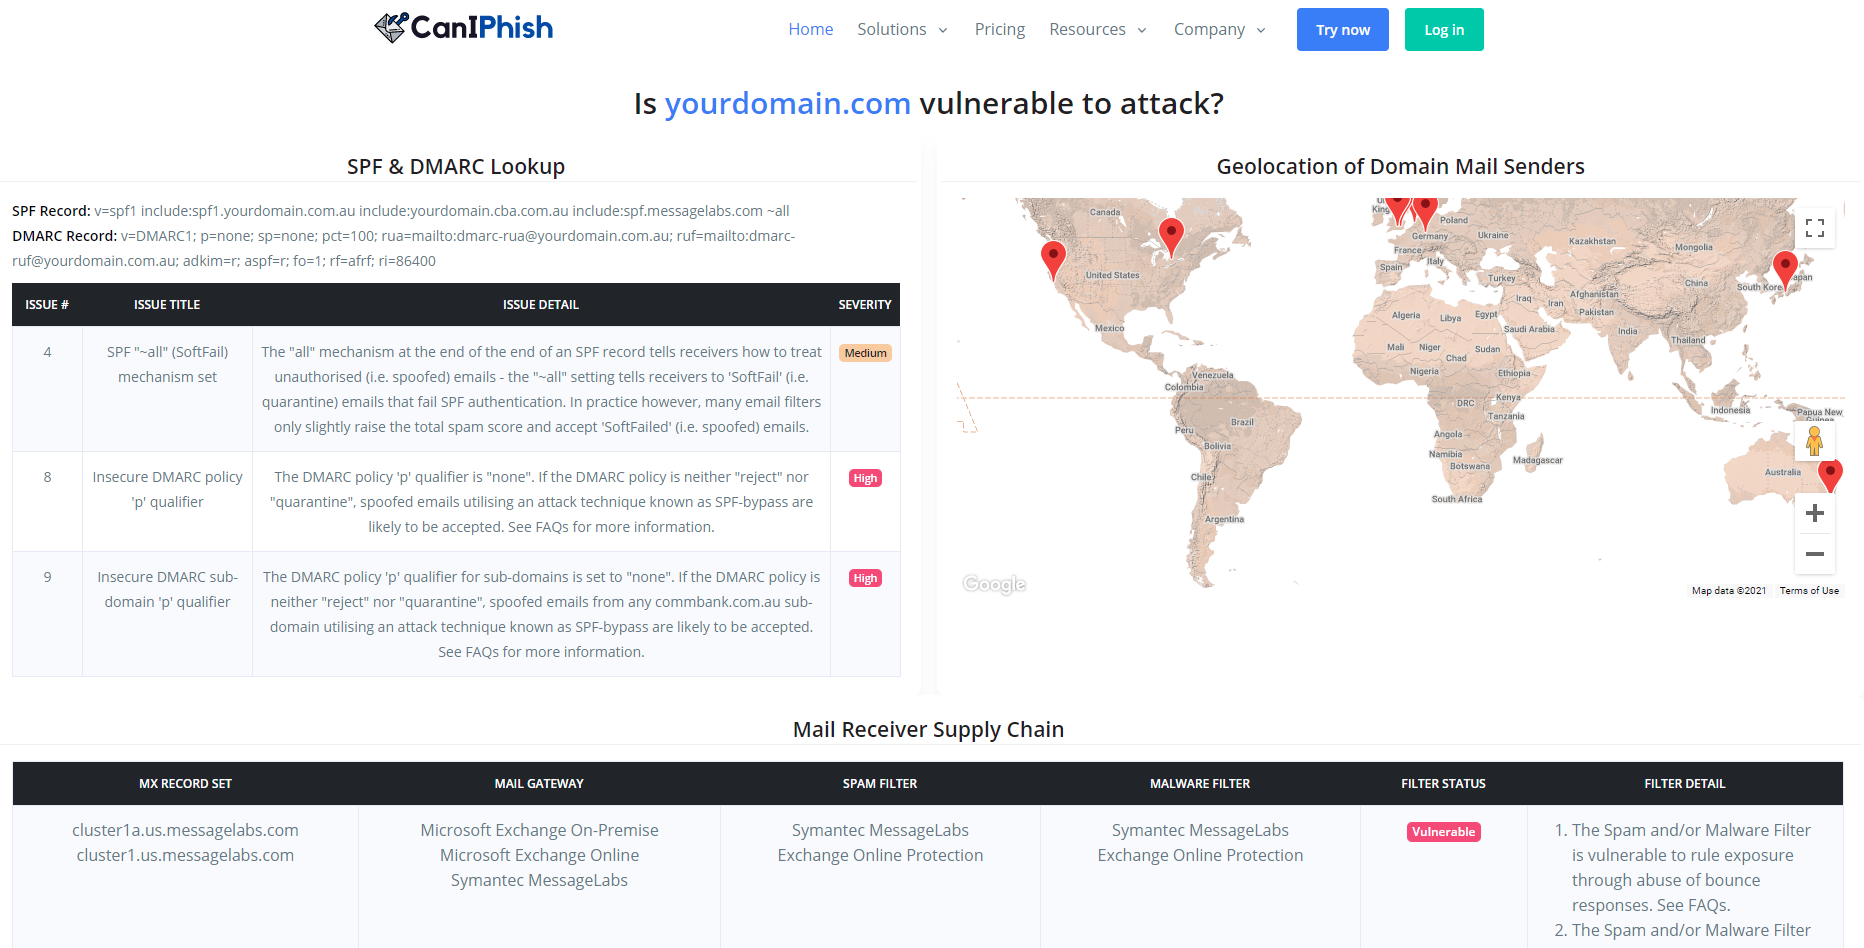 CanIPhish
Home Solutions Pricing Resources Company Try now Log in
Is yourdomain.com vulnerable to attack?
SPF & DMARC Lookup
SPF Record: v=spf1 include:spf1.yourdomain.com.au include:yourdomain.cba.com.au include:spf.messagelabs.com ~all
DMARC Record: v=DMARC1; p=none; sp=none; pct=100; rua=mailto:dmarc-rua@yourdomain.com.au; ruf=mailto:dmarc-
ruf@yourdomain.com.au; adkim=r; aspf=r; fo=1; rf=afrf; ri=86400
ISSUE # ISSUE TITLE ISSUE DETAIL SEVERITY
4
SPF "~all" (SoftFail)
mechanism set
The "all" mechanism at the end of the end of an SPF record tells receivers how to treat
unauthorised (i.e. spoofed) emails - the "~all" setting tells receivers to 'SoftFail' (i.e.
quarantine) emails that fail SPF authentication. In practice however, many email filters
only slightly raise the total spam score and accept 'SoftFailed' (i.e. spoofed) emails.
Medium
8
Insecure DMARC policy
'p' qualifier
The DMARC policy 'p' qualifier is "none". If the DMARC policy is neither "reject" nor
"quarantine", spoofed emails utilising an attack technique known as SPF-bypass are
likely to be accepted. See FAQs for more information.
High
9
Insecure DMARC sub-
domain 'p' qualifier
The DMARC policy 'p' qualifier for sub-domains is set to "none". If the DMARC policy is
neither "reject" nor "quarantine", spoofed emails from any commbank.com.au sub-
domain utilising an attack technique known as SPF-bypass are likely to be accepted.
See FAQs for more information.
High
Geolocation of Domain Mail Senders
Canada
Poland
Germany
Ukraine
Kazakhstan
Mongolia
France
Italy
Spain
United States
Turkey
China
South Kore
apan
Iraq
Iran
Afghanistan
Pakistan
Algeria
Libya
Egypt
Saudi Arabia
India
Mexico
Thailand
Mali
Niger
Chad
Sudan
Nigeria
Ethiopia
Venezuela
Colombia
Kenya
DRC
Indonesia
Papua New
Guinea
Tanzania
Brazil
Peru
Angola
Bolivia
Namibia
Botswana
Madagascar
Australia
Chile
South Africa
Argentina
Google
Map data ©2021 Terms of Use
Mail Receiver Supply Chain
MX RECORD SET MAIL GATEWAY SPAM FILTER MALWARE FILTER FILTER STATUS FILTER DETAIL
cluster1a.us.messagelabs.com
cluster1.us.messagelabs.com
Microsoft Exchange On-Premise
Microsoft Exchange Online
Symantec MessageLabs
Symantec MessageLabs
Exchange Online Protection
Symantec MessageLabs
Exchange Online Protection
Vulnerable
1. The Spam and/or Malware Filter
is vulnerable to rule exposure
through abuse of bounce
responses. See FAQs.
2. The Spam and/or Malware Filter